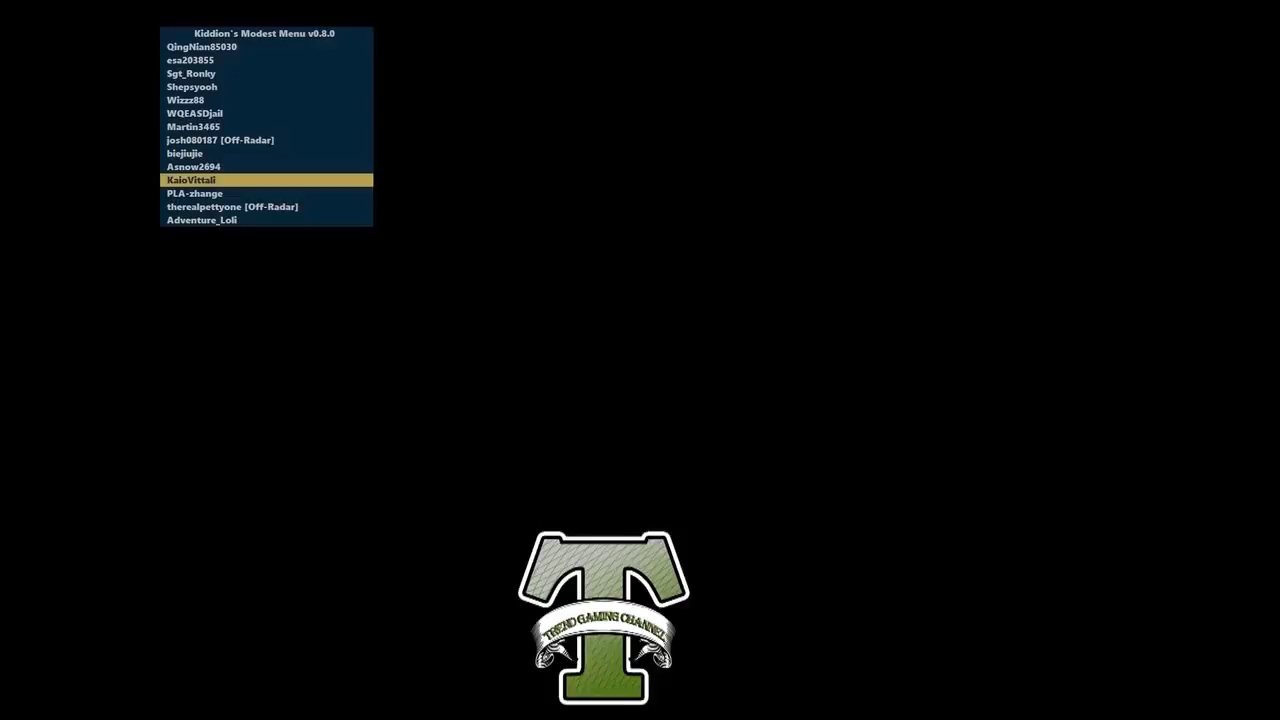 Kiddion's Modest Menu v0.8.0
QingNian85030
esa203855
Sgt_Ronky
Shepsyooh
Wizzz88
WQEASDjail
Martin3465
josh080187 [Off-Radar]
biejiujie
Asnow2694
KaioVittali
PLA-zhange
therealpettyone [Off-Radar]
Adventure_Loli
T
TREND GAMING CHANNEL